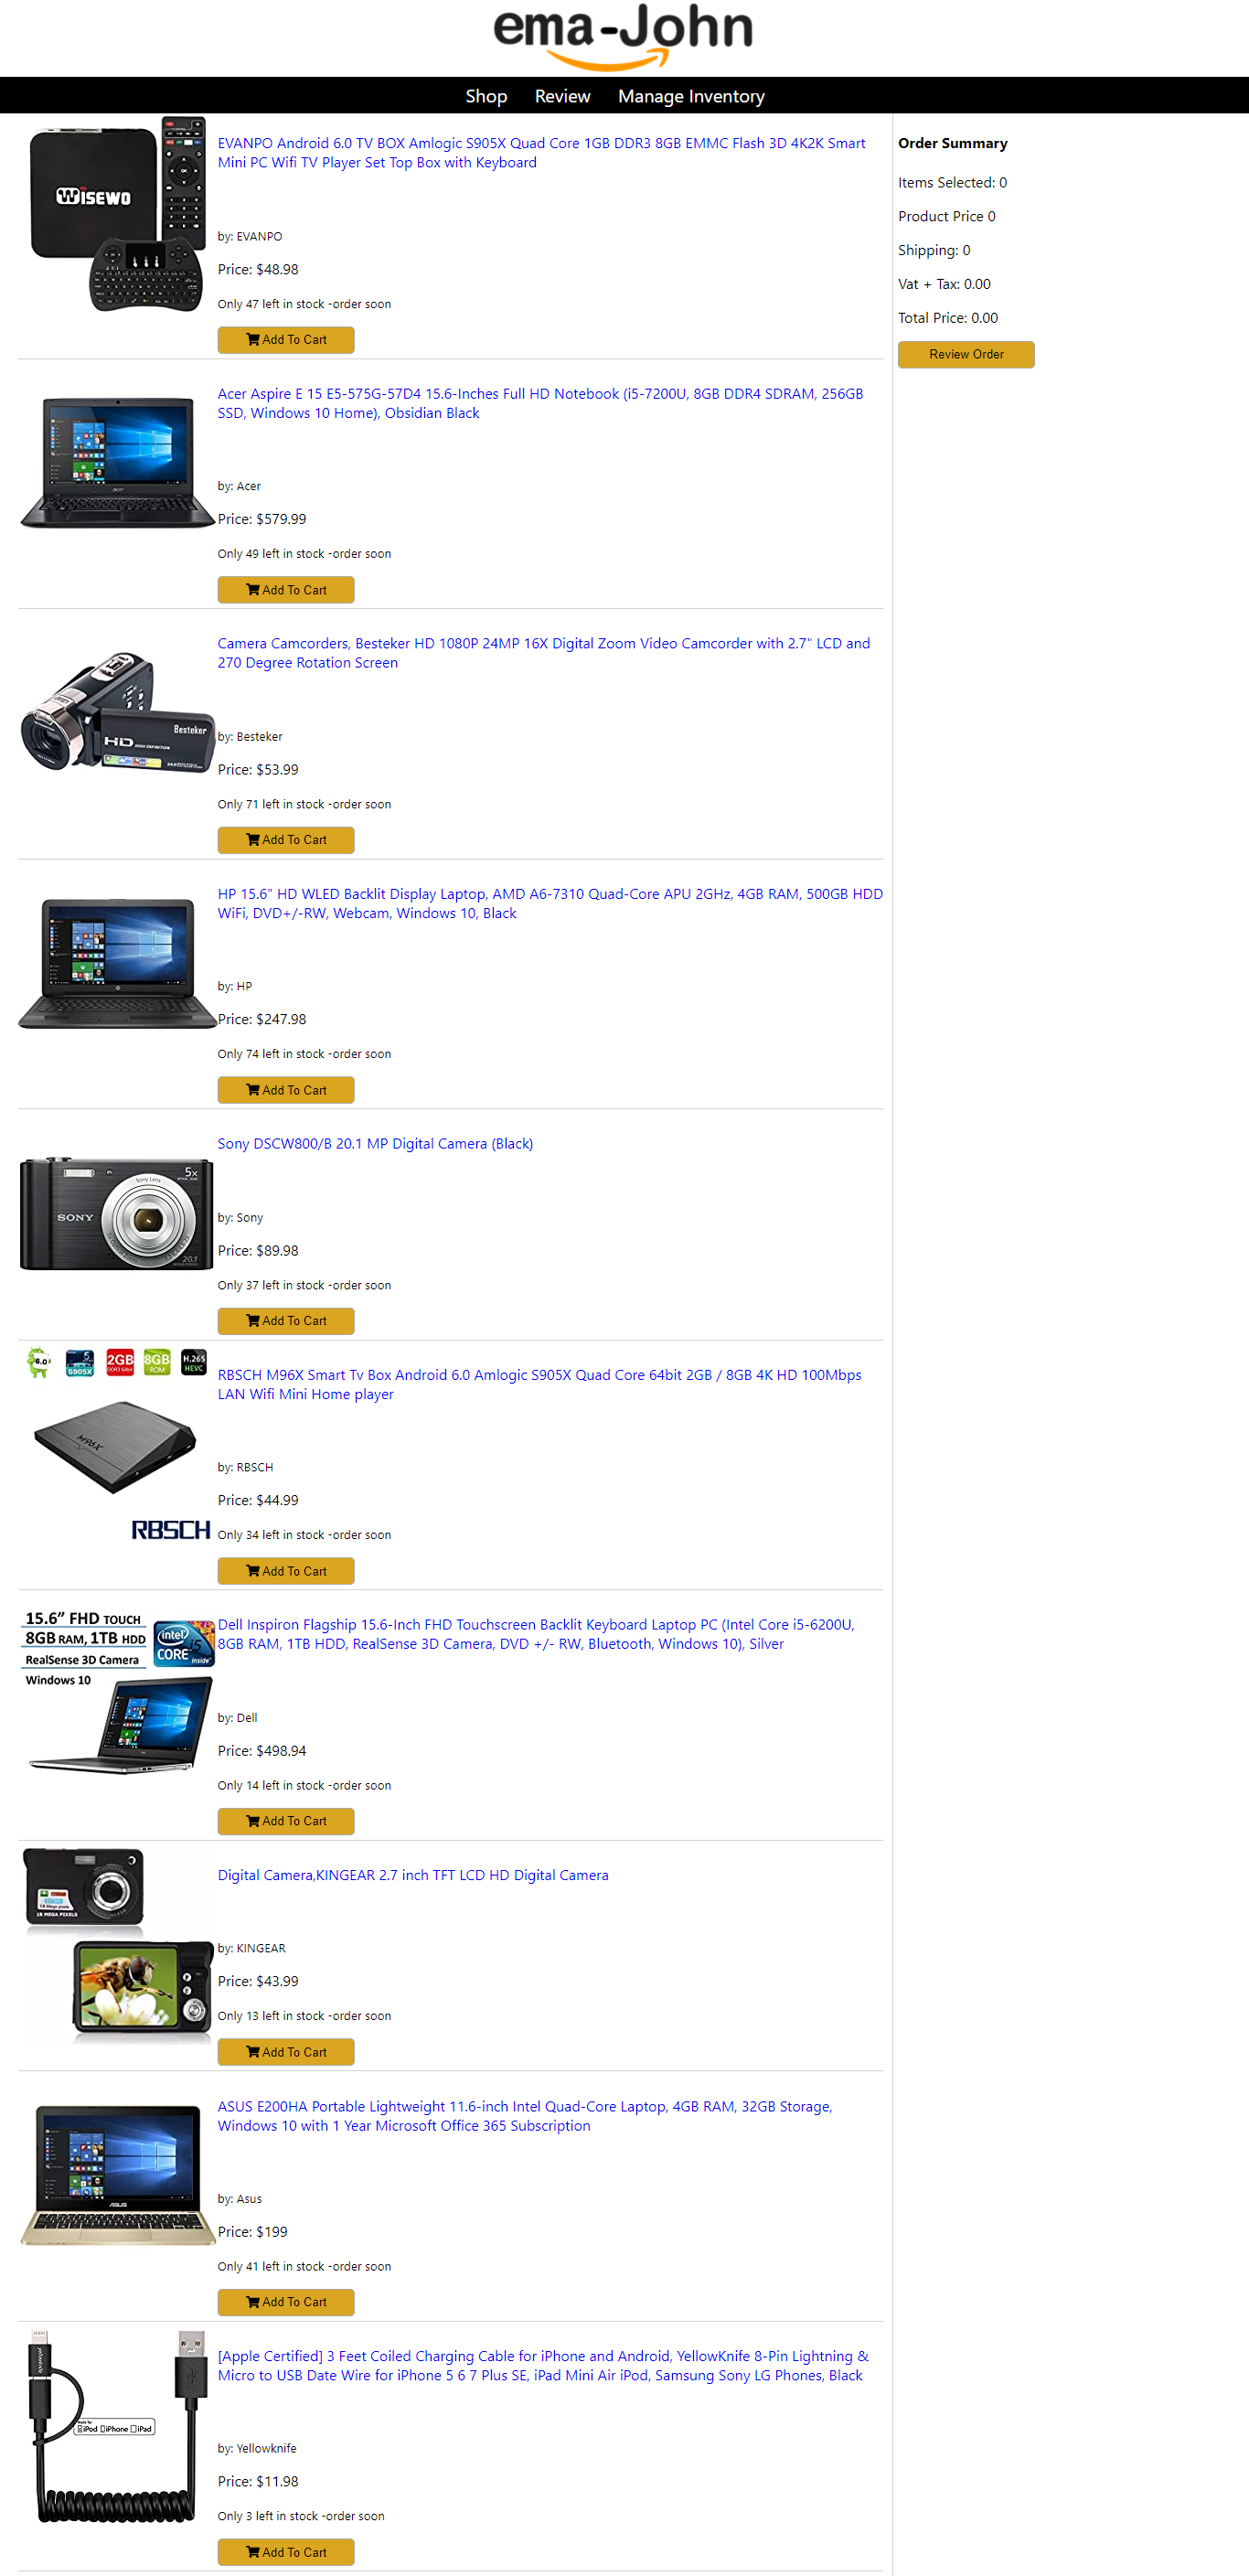 ema-John
Shop Review Manage Inventory
WISEWO
EVANPO Android 6.0 TV BOX Amlogic S905X Quad Core 1GB DDR3 8GB EMMC Flash 3D 4K2K Smart
Mini PC Wifi TV Player Set Top Box with Keyboard
by: EVANPO
Price: $48.98
Only 47 left in stock -order soon
Add To Cart
Acer Aspire E 15 E5-575G-57D4 15.6-Inches Full HD Notebook (i5-7200U, 8GB DDR4 SDRAM, 256GB
SSD, Windows 10 Home), Obsidian Black
by: Acer
Price: $579.99
Only 49 left in stock -order soon
Add To Cart
Besteker
HD HIGH DEFINITION
Camera Camcorders, Besteker HD 1080P 24MP 16X Digital Zoom Video Camcorder with 2.7" LCD and
270 Degree Rotation Screen
by: Besteker
Price: $53.99
Only 71 left in stock -order soon
Add To Cart
HP 15.6" HD WLED Backlit Display Laptop, AMD A6-7310 Quad-Core APU 2GHz, 4GB RAM, 500GB HDD
WiFi, DVD+/-RW, Webcam, Windows 10, Black
by: HP
Price: $247.98
Only 74 left in stock -order soon
Add To Cart
5x
Sony Lens
SONY
20.1
Sony DSCW800/B 20.1 MP Digital Camera (Black)
by: Sony
Price: $89.98
Only 37 left in stock -order soon
Add To Cart
6.0 S905X 2GB 8GB ROM H.265 HEVC
M96X
RBSCH
RBSCH M96X Smart Tv Box Android 6.0 Amlogic S905X Quad Core 64bit 2GB / 8GB 4K HD 100Mbps
LAN Wifi Mini Home player
by: RBSCH
Price: $44.99
Only 34 left in stock -order soon
Add To Cart
15.6” FHD TOUCH
8GB RAM, 1TB HDD
RealSense 3D Camera
Windows 10
intel CORE i5 inside
Dell Inspiron Flagship 15.6-Inch FHD Touchscreen Backlit Keyboard Laptop PC (Intel Core i5-6200U,
8GB RAM, 1TB HDD, RealSense 3D Camera, DVD +/- RW, Bluetooth, Windows 10), Silver
by: Dell
Price: $498.94
Only 14 left in stock -order soon
Add To Cart
18 MEGA PIXELS
Digital Camera,KINGEAR 2.7 inch TFT LCD HD Digital Camera
by: KINGEAR
Price: $43.99
Only 13 left in stock -order soon
Add To Cart
ASUS
ASUS E200HA Portable Lightweight 11.6-inch Intel Quad-Core Laptop, 4GB RAM, 32GB Storage,
Windows 10 with 1 Year Microsoft Office 365 Subscription
by: Asus
Price: $199
Only 41 left in stock -order soon
Add To Cart
iPod iPhone iPad
[Apple Certified] 3 Feet Coiled Charging Cable for iPhone and Android, YellowKnife 8-Pin Lightning &
Micro to USB Date Wire for iPhone 5 6 7 Plus SE, iPad Mini Air iPod, Samsung Sony LG Phones, Black
by: Yellowknife
Price: $11.98
Only 3 left in stock -order soon
Add To Cart
Order Summary
Items Selected: 0
Product Price 0
Shipping: 0
Vat + Tax: 0.00
Total Price: 0.00
Review Order